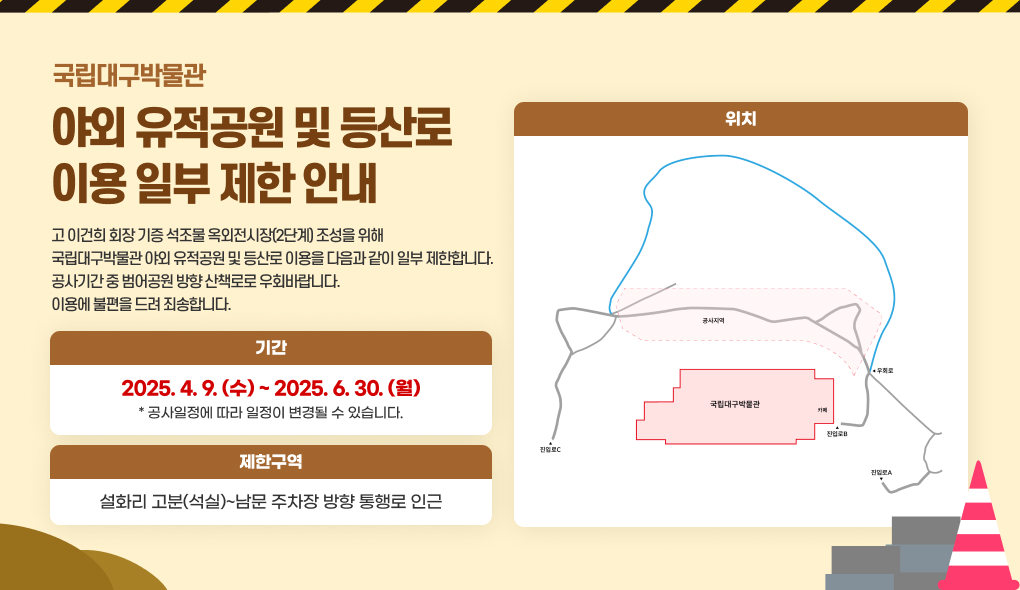 국립대구박물관
야외 유적공원 및 등산로
이용 일부 제한 안내
고 이건희 회장 기증 석조물 옥외전시장(2단계) 조성을 위해
국립대구박물관 야외 유적공원 및 등산로 이용을 다음과 같이 일부 제한합니다.
공사기간 중 범어공원 방향 산책로로 우회바랍니다.
이용에 불편을 드려 죄송합니다.
기간
2025. 4. 9. (수) ~ 2025. 6. 30. (월)
* 공사일정에 따라 일정이 변경될 수 있습니다.
제한구역
설화리 고분(석실)~남문 주차장 방향 통행로 인근
위치
공사지역
우회로
국립대구박물관
카페
진입로B
진입로C
진입로A